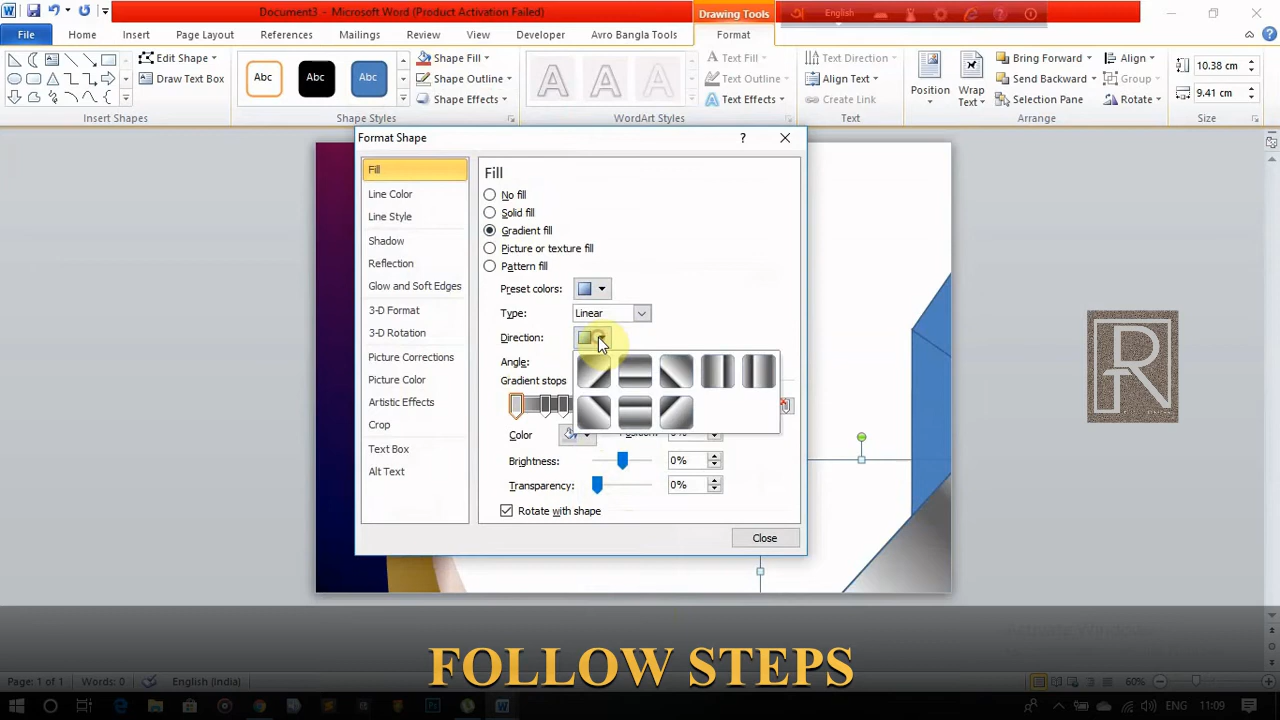 Document3 - Microsoft Word (Product Activation Failed)
Drawing Tools
English
File
Home
Insert
Page Layout
References
Mailings
Review
View
Developer
Avro Bangla Tools
Format
Edit Shape
Draw Text Box
Insert Shapes
Abc
Abc
Abc
Shape Fill
Shape Outline
Shape Effects
Shape Styles
A
A
A
Text Fill
Text Outline
Text Effects
WordArt Styles
Text Direction
Align Text
Create Link
Text
Position
Wrap
Text
Bring Forward
Send Backward
Selection Pane
Align
Group
Rotate
Arrange
10.38 cm
9.41 cm
Size
Format Shape
Fill
Line Color
Line Style
Shadow
Reflection
Glow and Soft Edges
3-D Format
3-D Rotation
Picture Corrections
Picture Color
Artistic Effects
Crop
Text Box
Alt Text
Fill
No fill
Solid fill
Gradient fill
Picture or texture fill
Pattern fill
Preset colors:
Type: Linear
Direction:
Angle:
Gradient stops
Color
Brightness: 0%
Transparency: 0%
Rotate with shape
Close
FOLLOW STEPS
Page: 1 of 1
Words: 0
English (India)
60%
ENG
11:09